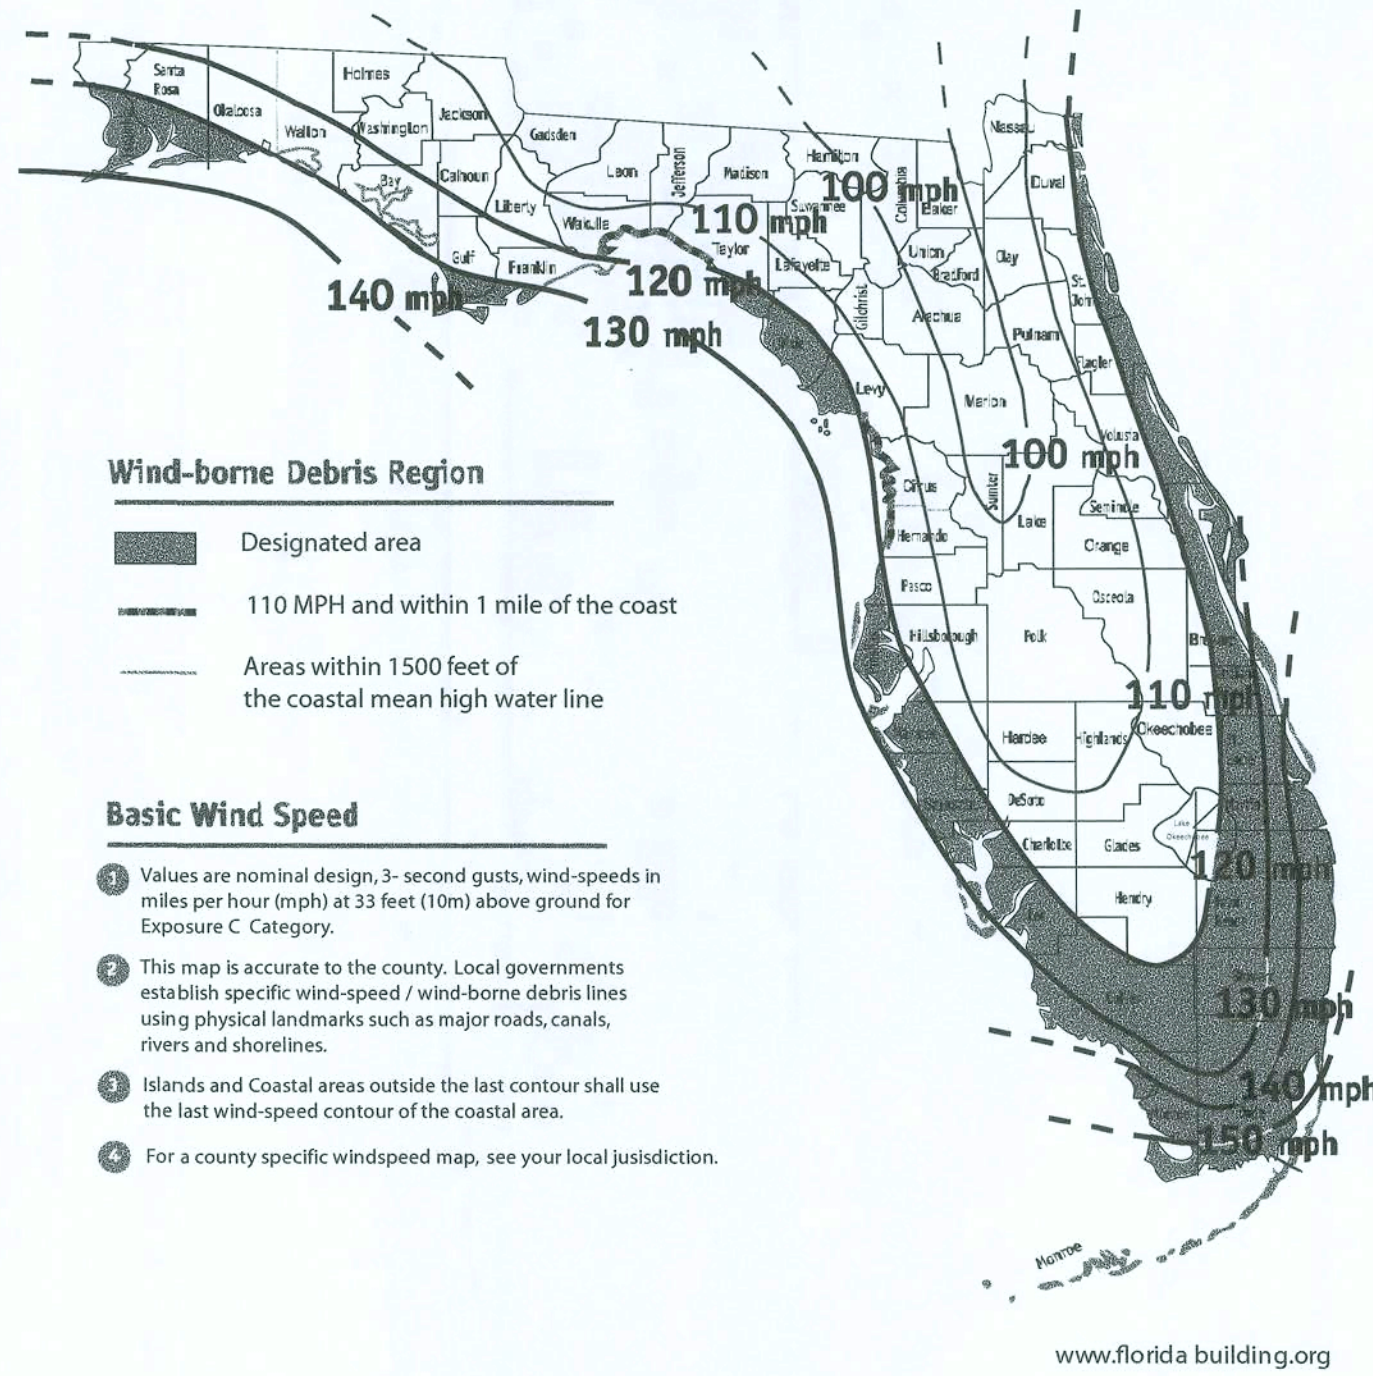 Santa
Rosa
Okaloosa
Walton
Holmes
Washington
Bay
Jackson
Calhoun
Gulf
Liberty
Franklin
Gadsden
Leon
Wakulla
Jefferson
Madison
Taylor
Hamilton
Suwannee
Lafayette
Columbia
Baker
Union
Bradford
Gilchrist
Alachua
Nassau
Duval
Clay
St.
Putnam
Flagler
Levy
Marion
Volusia
Citrus
Sumter
Lake
Seminole
Hernando
Orange
Pasco
Osceola
Hillsborough
Polk
Hardee
Highlands
Okeechobee
DeSoto
Charlotte
Glades
Lake
Okeechobee
Hendry
Lee
Collier
Monroe
100 mph
110 mph
120 mph
130 mph
140 mph
100 mph
110 mph
120 mph
130 mph
140 mph
150 mph
Wind-borne Debris Region
Designated area
110 MPH and within 1 mile of the coast
Areas within 1500 feet of
the coastal mean high water line
Basic Wind Speed
1 Values are nominal design, 3- second gusts, wind-speeds in
miles per hour (mph) at 33 feet (10m) above ground for
Exposure C Category.
2 This map is accurate to the county. Local governments
establish specific wind-speed / wind-borne debris lines
using physical landmarks such as major roads, canals,
rivers and shorelines.
3 Islands and Coastal areas outside the last contour shall use
the last wind-speed contour of the coastal area.
4 For a county specific windspeed map, see your local jusisdiction.
www.florida building.org